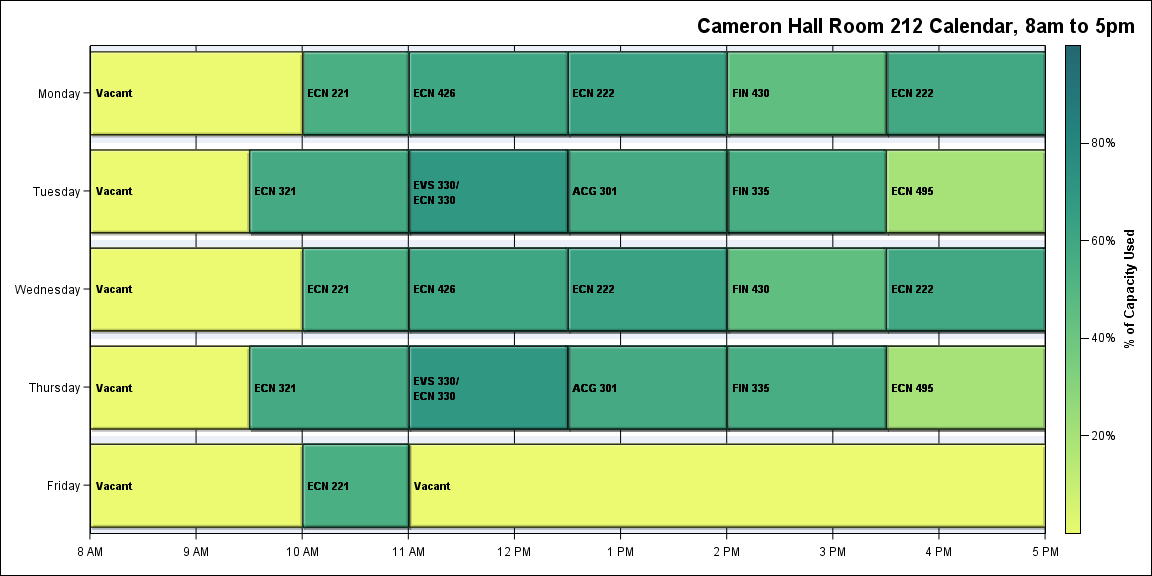 Cameron Hall Room 212 Calendar, 8am to 5pm
Monday
Vacant
ECN 221
ECN 426
ECN 222
FIN 430
ECN 222
Tuesday
Vacant
ECN 321
EVS 330/
ECN 330
ACG 301
FIN 335
ECN 495
Wednesday
Vacant
ECN 221
ECN 426
ECN 222
FIN 430
ECN 222
Thursday
Vacant
ECN 321
EVS 330/
ECN 330
ACG 301
FIN 335
ECN 495
Friday
Vacant
ECN 221
Vacant
8 AM
9 AM
10 AM
11 AM
12 PM
1 PM
2 PM
3 PM
4 PM
5 PM
80%
60%
40%
20%
% of Capacity Used